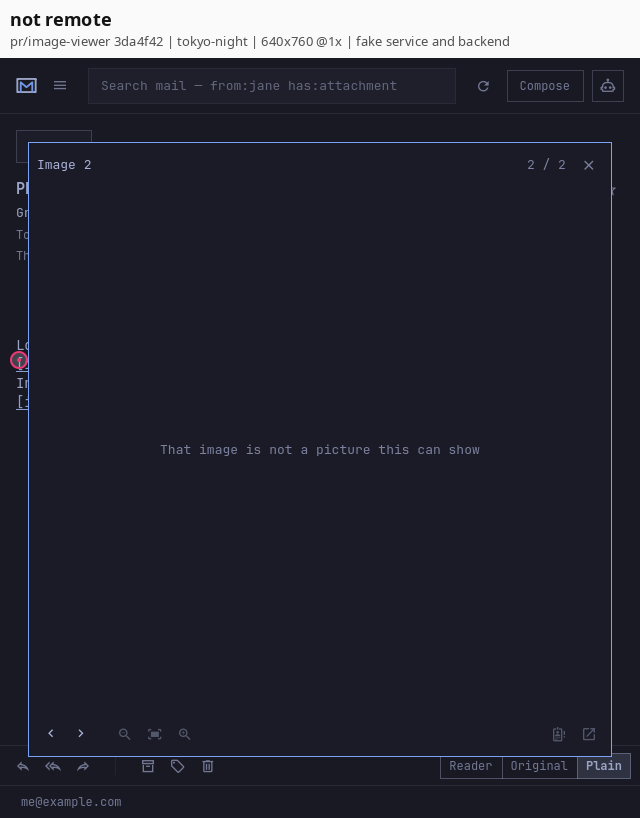 not remote
pr/image-viewer 3da4f42 | tokyo-night | 640x760 @1x | fake service and backend
Search mail — from:jane has:attachment
Compose
Image 2
2 / 2
That image is not a picture this can show
Reader
Original
Plain
me@example.com